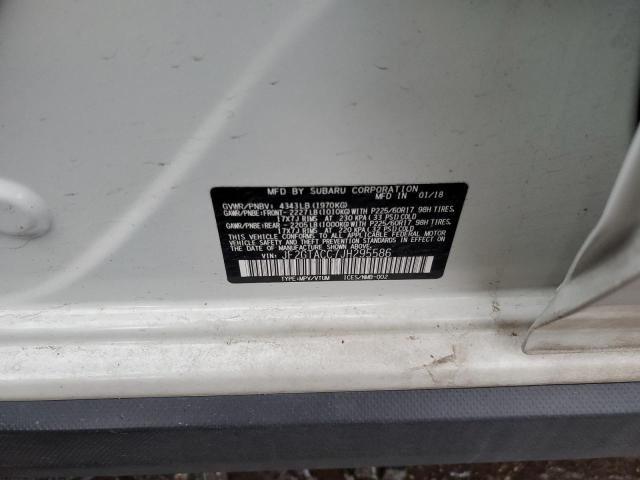 MFD BY SUBARU CORPORATION
MADE IN JAPAN 01/18
GVWR/PNBV: 4343LB(1970KG)
GAWR/PNBE:FRONT-2227LB(1010KG)WITH P225/60R17 98H TIRES,
17X7J RIMS AT 230 KPA(33 PSI)COLD
GAWR/PNBE:REAR 2205LB(1000KG)WITH P225/60R17 98H TIRES,
17X7J RIMS AT 220 KPA(32 PSI)COLD
THIS VEHICLE CONFORMS TO ALL APPLICABLE FEDERAL MOTOR
VEHICLE SAFETY, BUMPER, AND THEFT PREVENTION STANDARDS
IN EFFECT ON THE DATE OF MANUFACTURE SHOWN ABOVE.
VIN: JF2GTACC7JH295586
TYPE:MPV/VTUM ICES/NMB-002